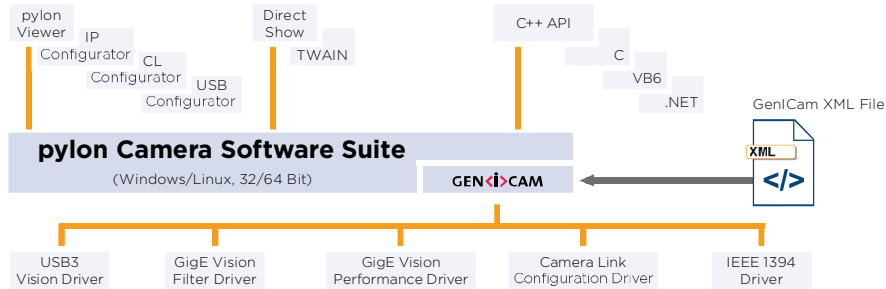 pylon
Viewer
IP
Configurator
CL
Configurator
USB
Configurator
Direct
Show
TWAIN
C++ API
C
VB6
.NET
GenICam XML File
XML
</>
pylon Camera Software Suite
(Windows/Linux, 32/64 Bit)
GEN<i>CAM
USB3
Vision Driver
GigE Vision
Filter Driver
GigE Vision
Performance Driver
Camera Link
Configuration Driver
IEEE 1394
Driver